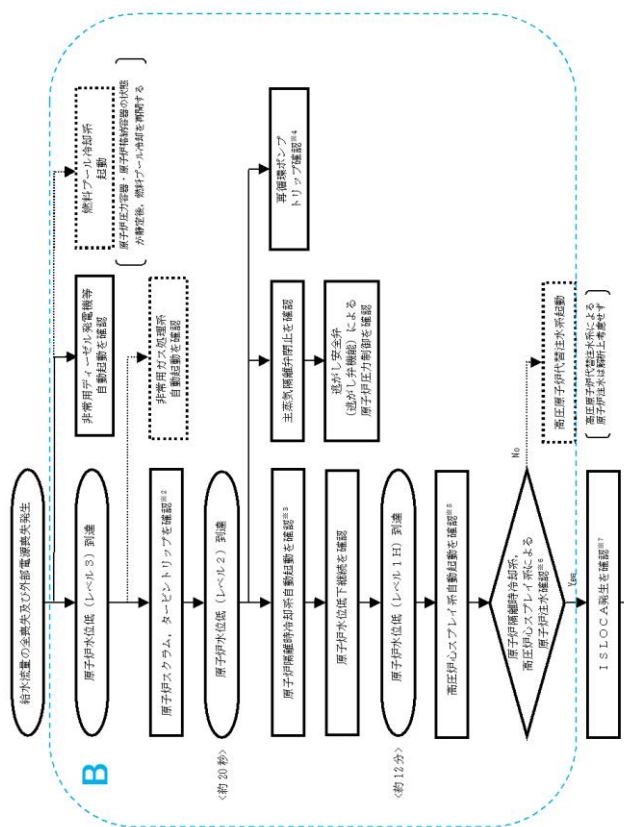 給水流量の全喪失及び外部電源喪失発生
燃料プール冷却系
起動
原子炉圧力容器・原子炉格納容器の状態
が静定後，燃料プール冷却を再開する
非常用ディーゼル発電機等
自動起動を確認
B
原子炉水位低（レベル３）到達
非常用ガス処理系
自動起動を確認
原子炉スクラム，タービントリップを確認※2
<約20秒>
原子炉水位低（レベル２）到達
再循環ポンプ
トリップ確認※4
主蒸気隔離弁閉止を確認
原子炉隔離時冷却系自動起動を確認※3
逃がし安全弁
（逃がし弁機能）による
原子炉圧力制御を確認
原子炉水位低下継続を確認
<約12分>
原子炉水位低（レベル１Ｈ）到達
高圧炉心スプレイ系自動起動を確認※5
原子炉隔離時冷却系，
高圧炉心スプレイ系による
原子炉注水確認※6
No
高圧原子炉代替注水系起動
高圧原子炉代替注水系による
原子炉注水は解析上考慮せず
Yes
ＩＳＬＯＣＡ発生を確認※7